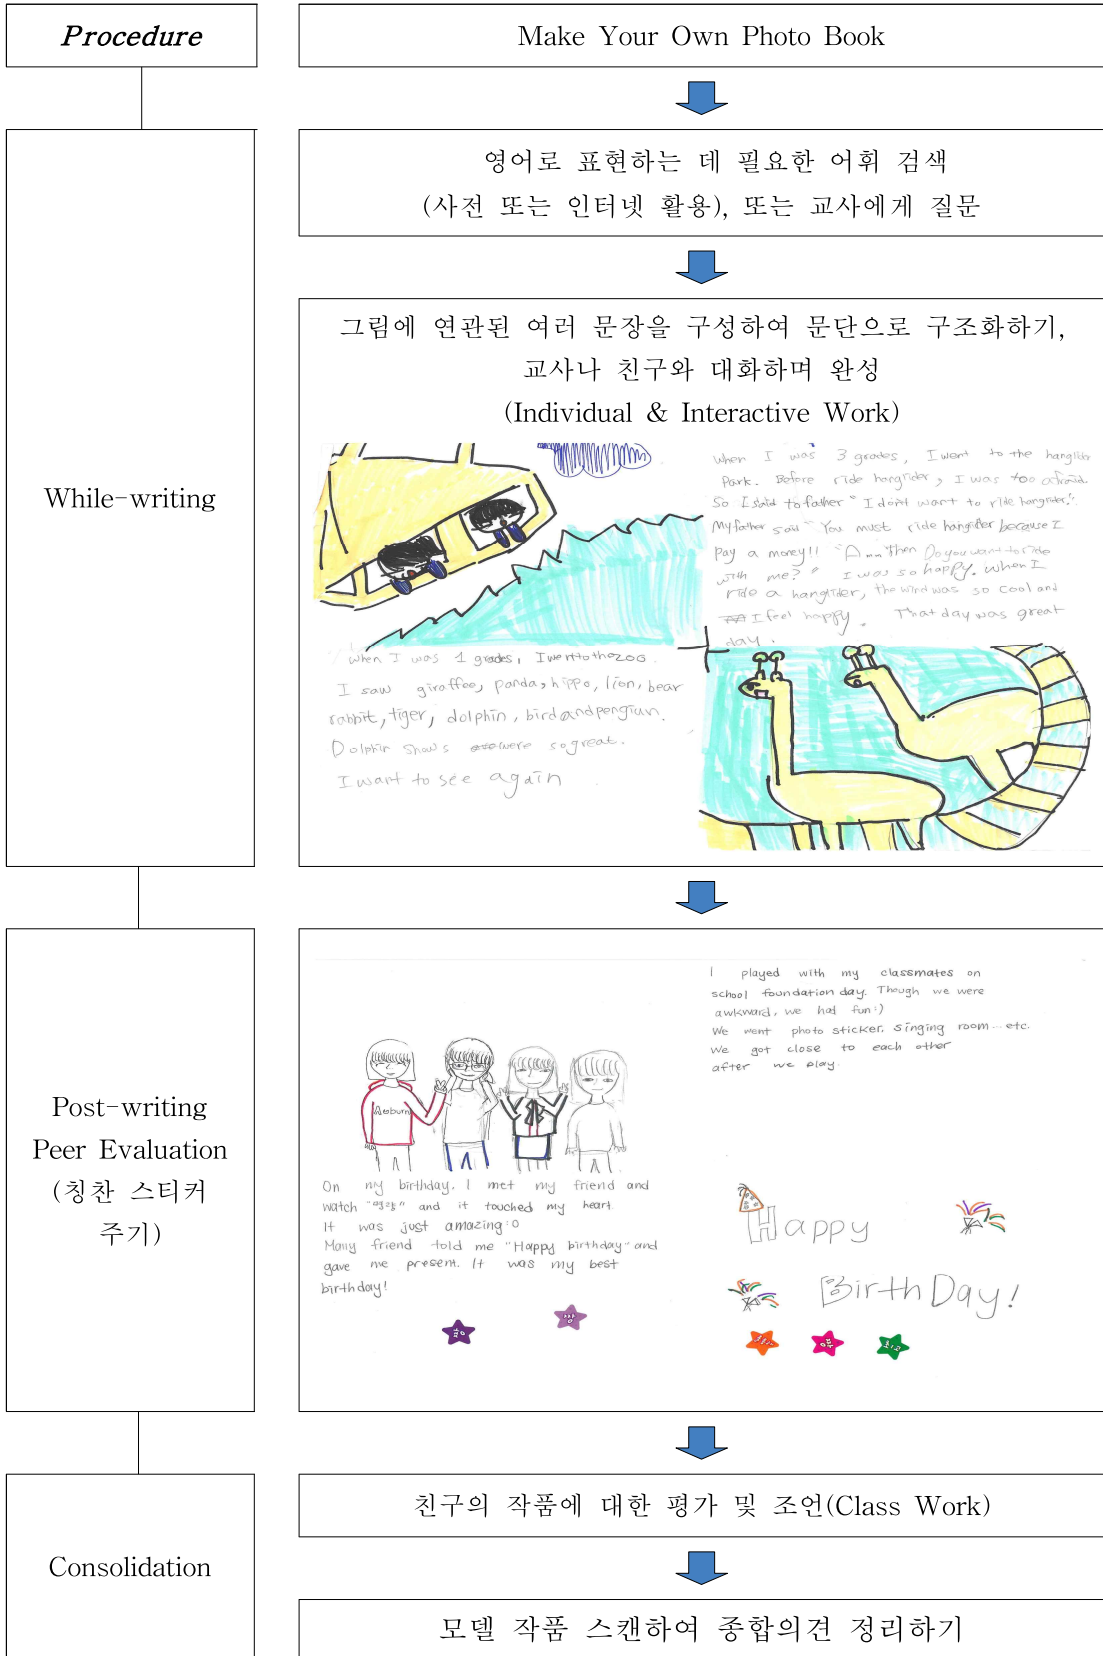 Procedure
Make Your Own Photo Book
영어로 표현하는 데 필요한 어휘 검색
(사전 또는 인터넷 활용), 또는 교사에게 질문
While-writing
그림에 연관된 여러 문장을 구성하여 문단으로 구조화하기,
교사나 친구와 대화하며 완성
(Individual & Interactive Work)
When I was 3 grades, I went to the hanglider
Park. Before ride hangrider, I was too afraid.
So I said to father "I don't want to ride hangrider."
My father said "You must ride hangrider because I
pay a money!! "A... then Do you want to ride
with me?" I was so happy. When I
ride a hanglider, the wind was so cool and
I feel happy. That day was great
day.
When I was 1 grades, I went to the zoo.
I saw giraffee, panda, hippo, lion, bear
rabbit, tiger, dolphin, bird and pengiun.
Dolphin shows were so great.
I want to see again
Post-writing
Peer Evaluation
(칭찬 스티커
주기)
I played with my classmates on
school foundation day. Though we were
awkward, we had fun:)
We went photo sticker, singing room...etc.
We got close to each other
after we play.
On my birthday. I met my friend and
watch "명량" and it touched my heart.
It was just amazing:O
Many friend told me "Happy birthday" and
gave me present. It was my best
birthday!
Happy
BirthDay!
Consolidation
친구의 작품에 대한 평가 및 조언(Class Work)
모델 작품 스캔하여 종합의견 정리하기